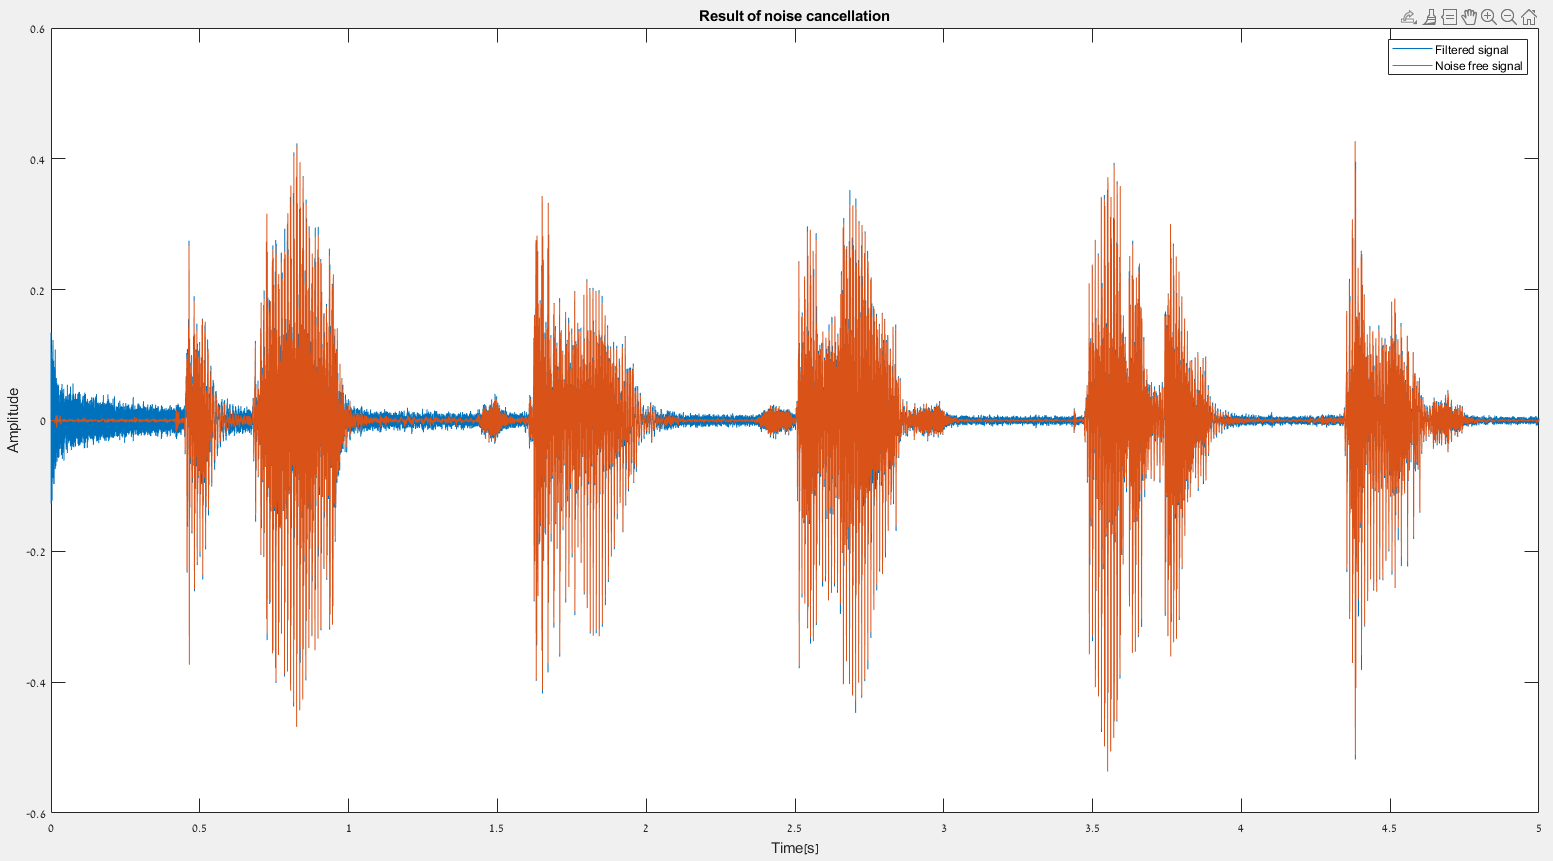 Result of noise cancellation
Filtered signal
Noise free signal
0.6
0.4
0.2
0
-0.2
-0.4
-0.6
Amplitude
0 0.5 1 1.5 2 2.5 3 3.5 4 4.5 5
Time[s]